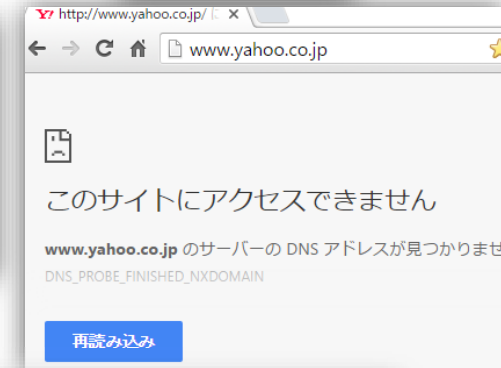 http://www.yahoo.co.jp/
www.yahoo.co.jp
このサイトにアクセスできません
www.yahoo.co.jp のサーバーの DNS アドレスが見つかりませ
DNS_PROBE_FINISHED_NXDOMAIN
再読み込み